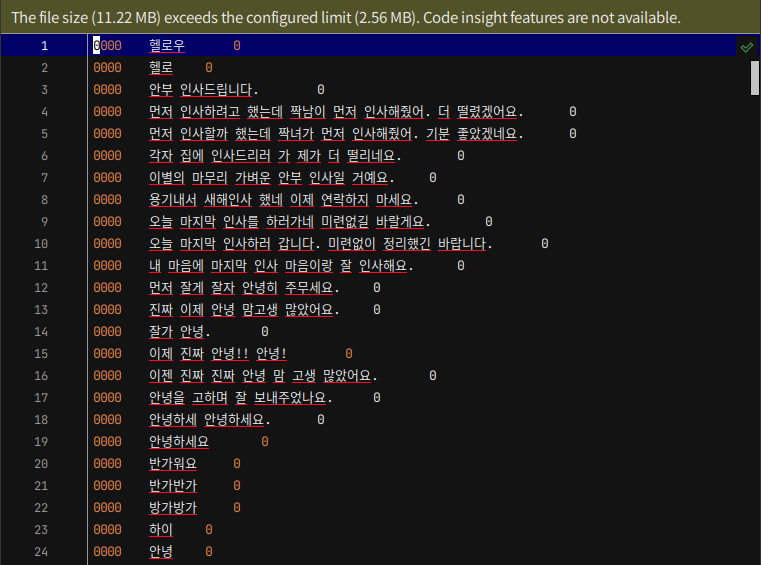 The file size (11.22 MB) exceeds the configured limit (2.56 MB). Code insight features are not available.
1 0000 헬로우 0
2 0000 헬로 0
3 0000 안부 인사드립니다. 0
4 0000 먼저 인사하려고 했는데 짝남이 먼저 인사해줬어. 더 떨렸겠어요. 0
5 0000 먼저 인사할까 했는데 짝녀가 먼저 인사해줬어. 기분 좋았겠네요. 0
6 0000 각자 집에 인사드리러 가 제가 더 떨리네요. 0
7 0000 이별의 마무리 가벼운 안부 인사일 거예요. 0
8 0000 용기내서 새해인사 했네 이제 연락하지 마세요. 0
9 0000 오늘 마지막 인사를 하러가네 미련없길 바랄게요. 0
10 0000 오늘 마지막 인사하러 갑니다. 미련없이 정리했긴 바랍니다. 0
11 0000 내 마음에 마지막 인사 마음이랑 잘 인사해요. 0
12 0000 먼저 잘게 잘자 안녕히 주무세요. 0
13 0000 진짜 이제 안녕 맘고생 많았어요. 0
14 0000 잘가 안녕. 0
15 0000 이제 진짜 안녕!! 안녕! 0
16 0000 이젠 진짜 진짜 안녕 맘 고생 많았어요. 0
17 0000 안녕을 고하며 잘 보내주었나요. 0
18 0000 안녕하세 안녕하세요. 0
19 0000 안녕하세요 0
20 0000 반가워요 0
21 0000 반가반가 0
22 0000 방가방가 0
23 0000 하이 0
24 0000 안녕 0